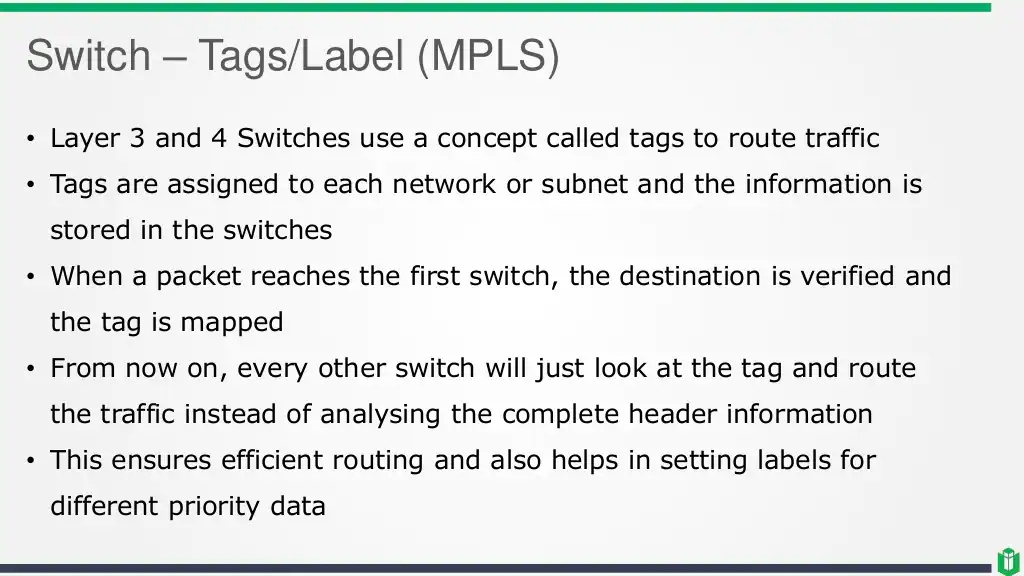 Switch – Tags/Label (MPLS)
• Layer 3 and 4 Switches use a concept called tags to route traffic
• Tags are assigned to each network or subnet and the information is
stored in the switches
• When a packet reaches the first switch, the destination is verified and
the tag is mapped
• From now on, every other switch will just look at the tag and route
the traffic instead of analysing the complete header information
• This ensures efficient routing and also helps in setting labels for
different priority data